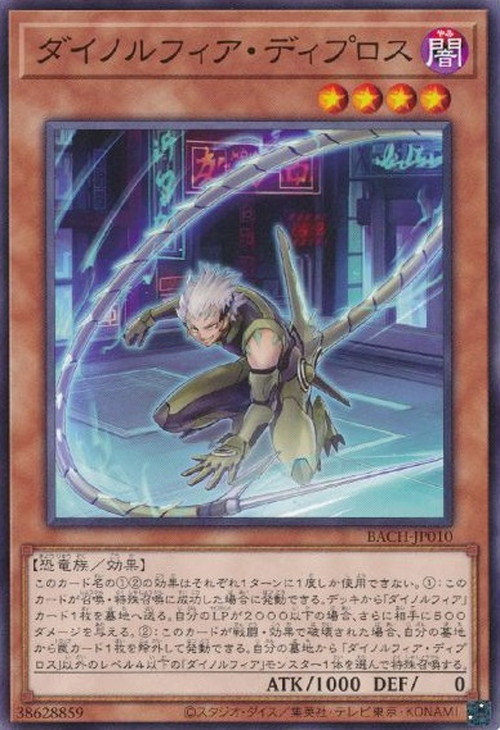 ダイノルフィア・ディプロス
闇
BACH-JP010
【恐竜族／効果】
このカード名の①②の効果はそれぞれ1ターンに1度しか使用できない。①：この
カードが召喚・特殊召喚に成功した場合に発動できる。デッキから「ダイノルフィア」
カード1枚を墓地へ送る。自分のLPが2000以下の場合、さらに相手に500
ダメージを与える。②：このカードが戦闘・効果で破壊された場合、自分の墓地
から罠カード1枚を除外して発動できる。自分の墓地から「ダイノルフィア・ディプ
ロス」以外のレベル4以下の「ダイノルフィア」モンスター1体を選んで特殊召喚する。
ATK/1000 DEF/ 0
38628859
©スタジオ・ダイス／集英社・テレビ東京・KONAMI